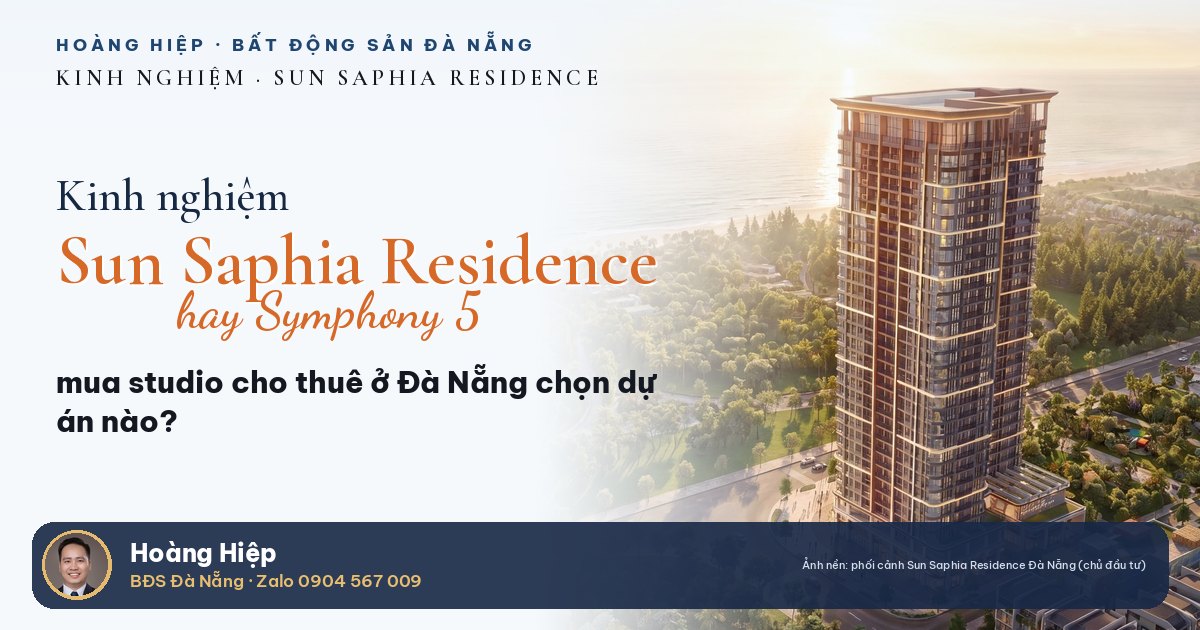 HOÀNG HIỆP · BẤT ĐỘNG SẢN ĐÀ NẴNG
KINH NGHIỆM · SUN SAPHIA RESIDENCE
Kinh nghiệm
Sun Saphia Residence
hay Symphony 5
mua studio cho thuê ở Đà Nẵng chọn dự
án nào?
Hoàng Hiệp
BĐS Đà Nẵng · Zalo 0904 567 009
Ảnh nền: phối cảnh Sun Saphia Residence Đà Nẵng (chủ đầu tư)